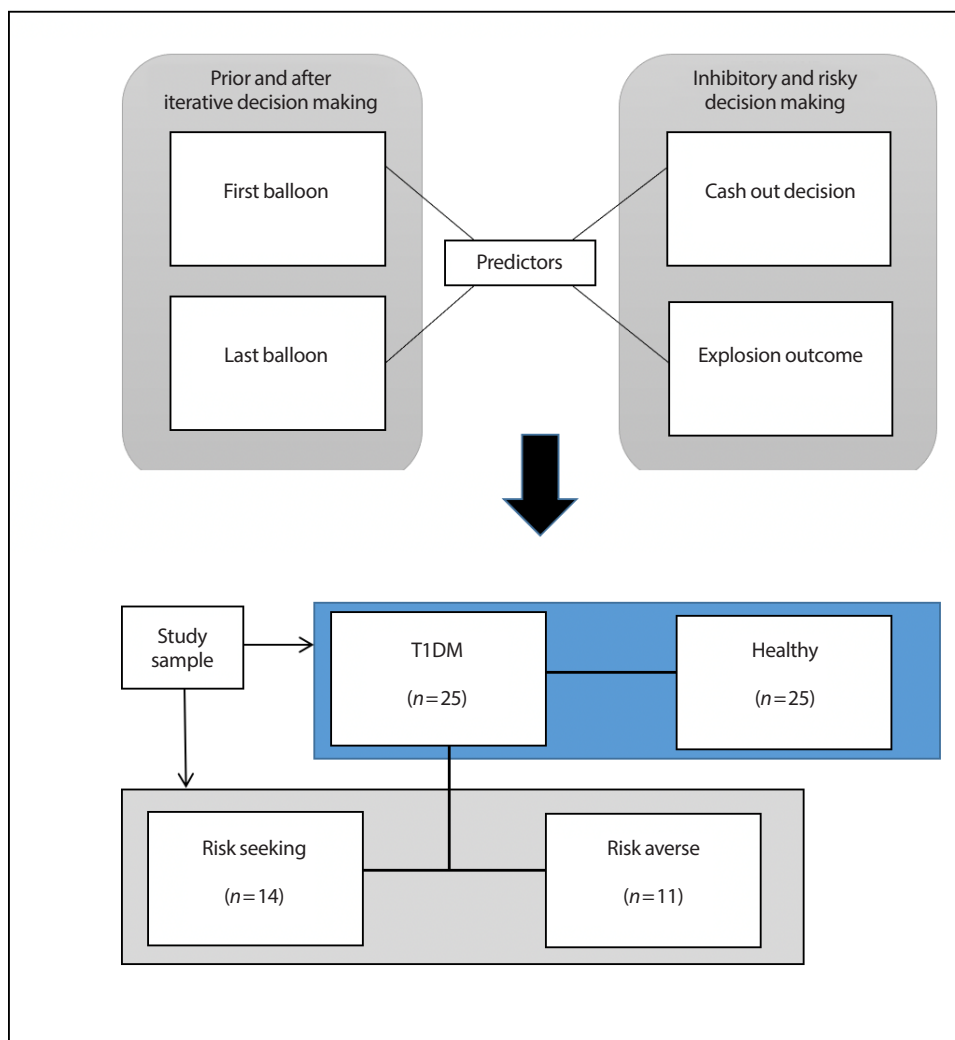 Prior and after
iterative decision making
First balloon
Last balloon
Inhibitory and risky
decision making
Cash out decision
Explosion outcome
Predictors
Study
sample
T1DM
(n=25)
Healthy
(n=25)
Risk seeking
(n=14)
Risk averse
(n=11)